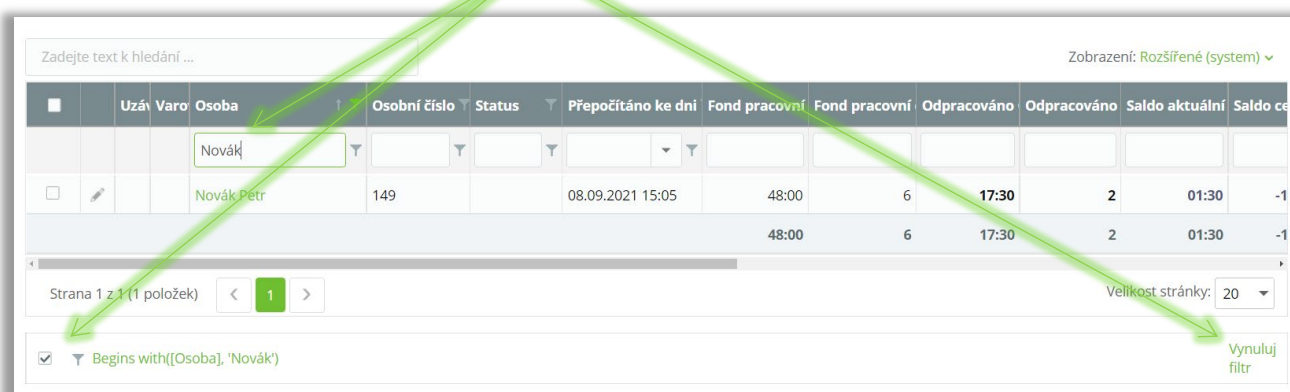 Zadejte text k hledání ...
Zobrazení: Rozšířené (system)
Uzáv Varo Osoba Osobní číslo Status Přepočítáno ke dni Fond pracovní Fond pracovní Odpracováno Odpracováno Saldo aktuální Saldo ce
Novák
Novák Petr 149 08.09.2021 15:05 48:00 6 17:30 2 01:30 -1
48:00 6 17:30 2 01:30 -1
Strana 1 z 1 (1 položek) 1 Velikost stránky: 20
Begins with([Osoba], 'Novák')
Vynuluj
filtr